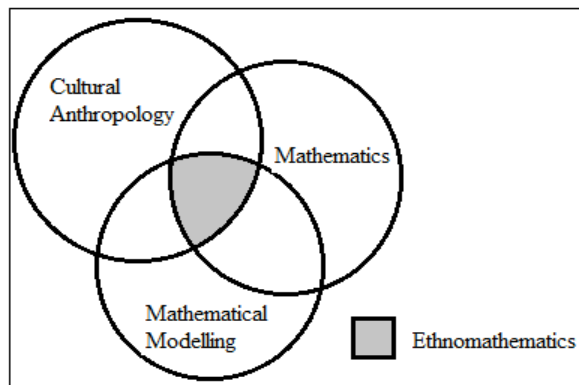 Cultural
Anthropology
Mathematics
Mathematical
Modelling
Ethnomathematics